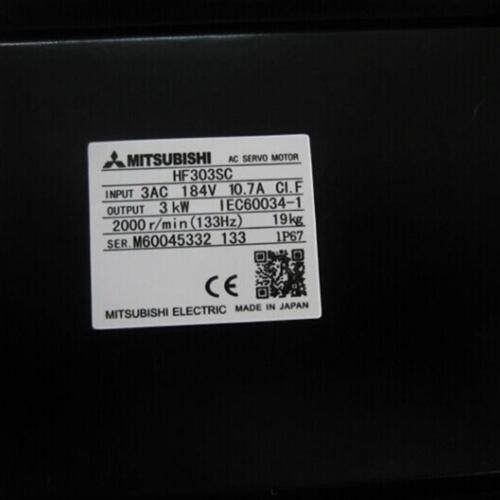 MITSUBISHI AC SERVO MOTOR
HF303SC
INPUT 3AC 184V 10.7A Cl.F
OUTPUT 3 kW IEC60034-1
2000 r/min (133Hz) 19kg
SER. M60045332 133 IP67
CE
MITSUBISHI ELECTRIC MADE IN JAPAN